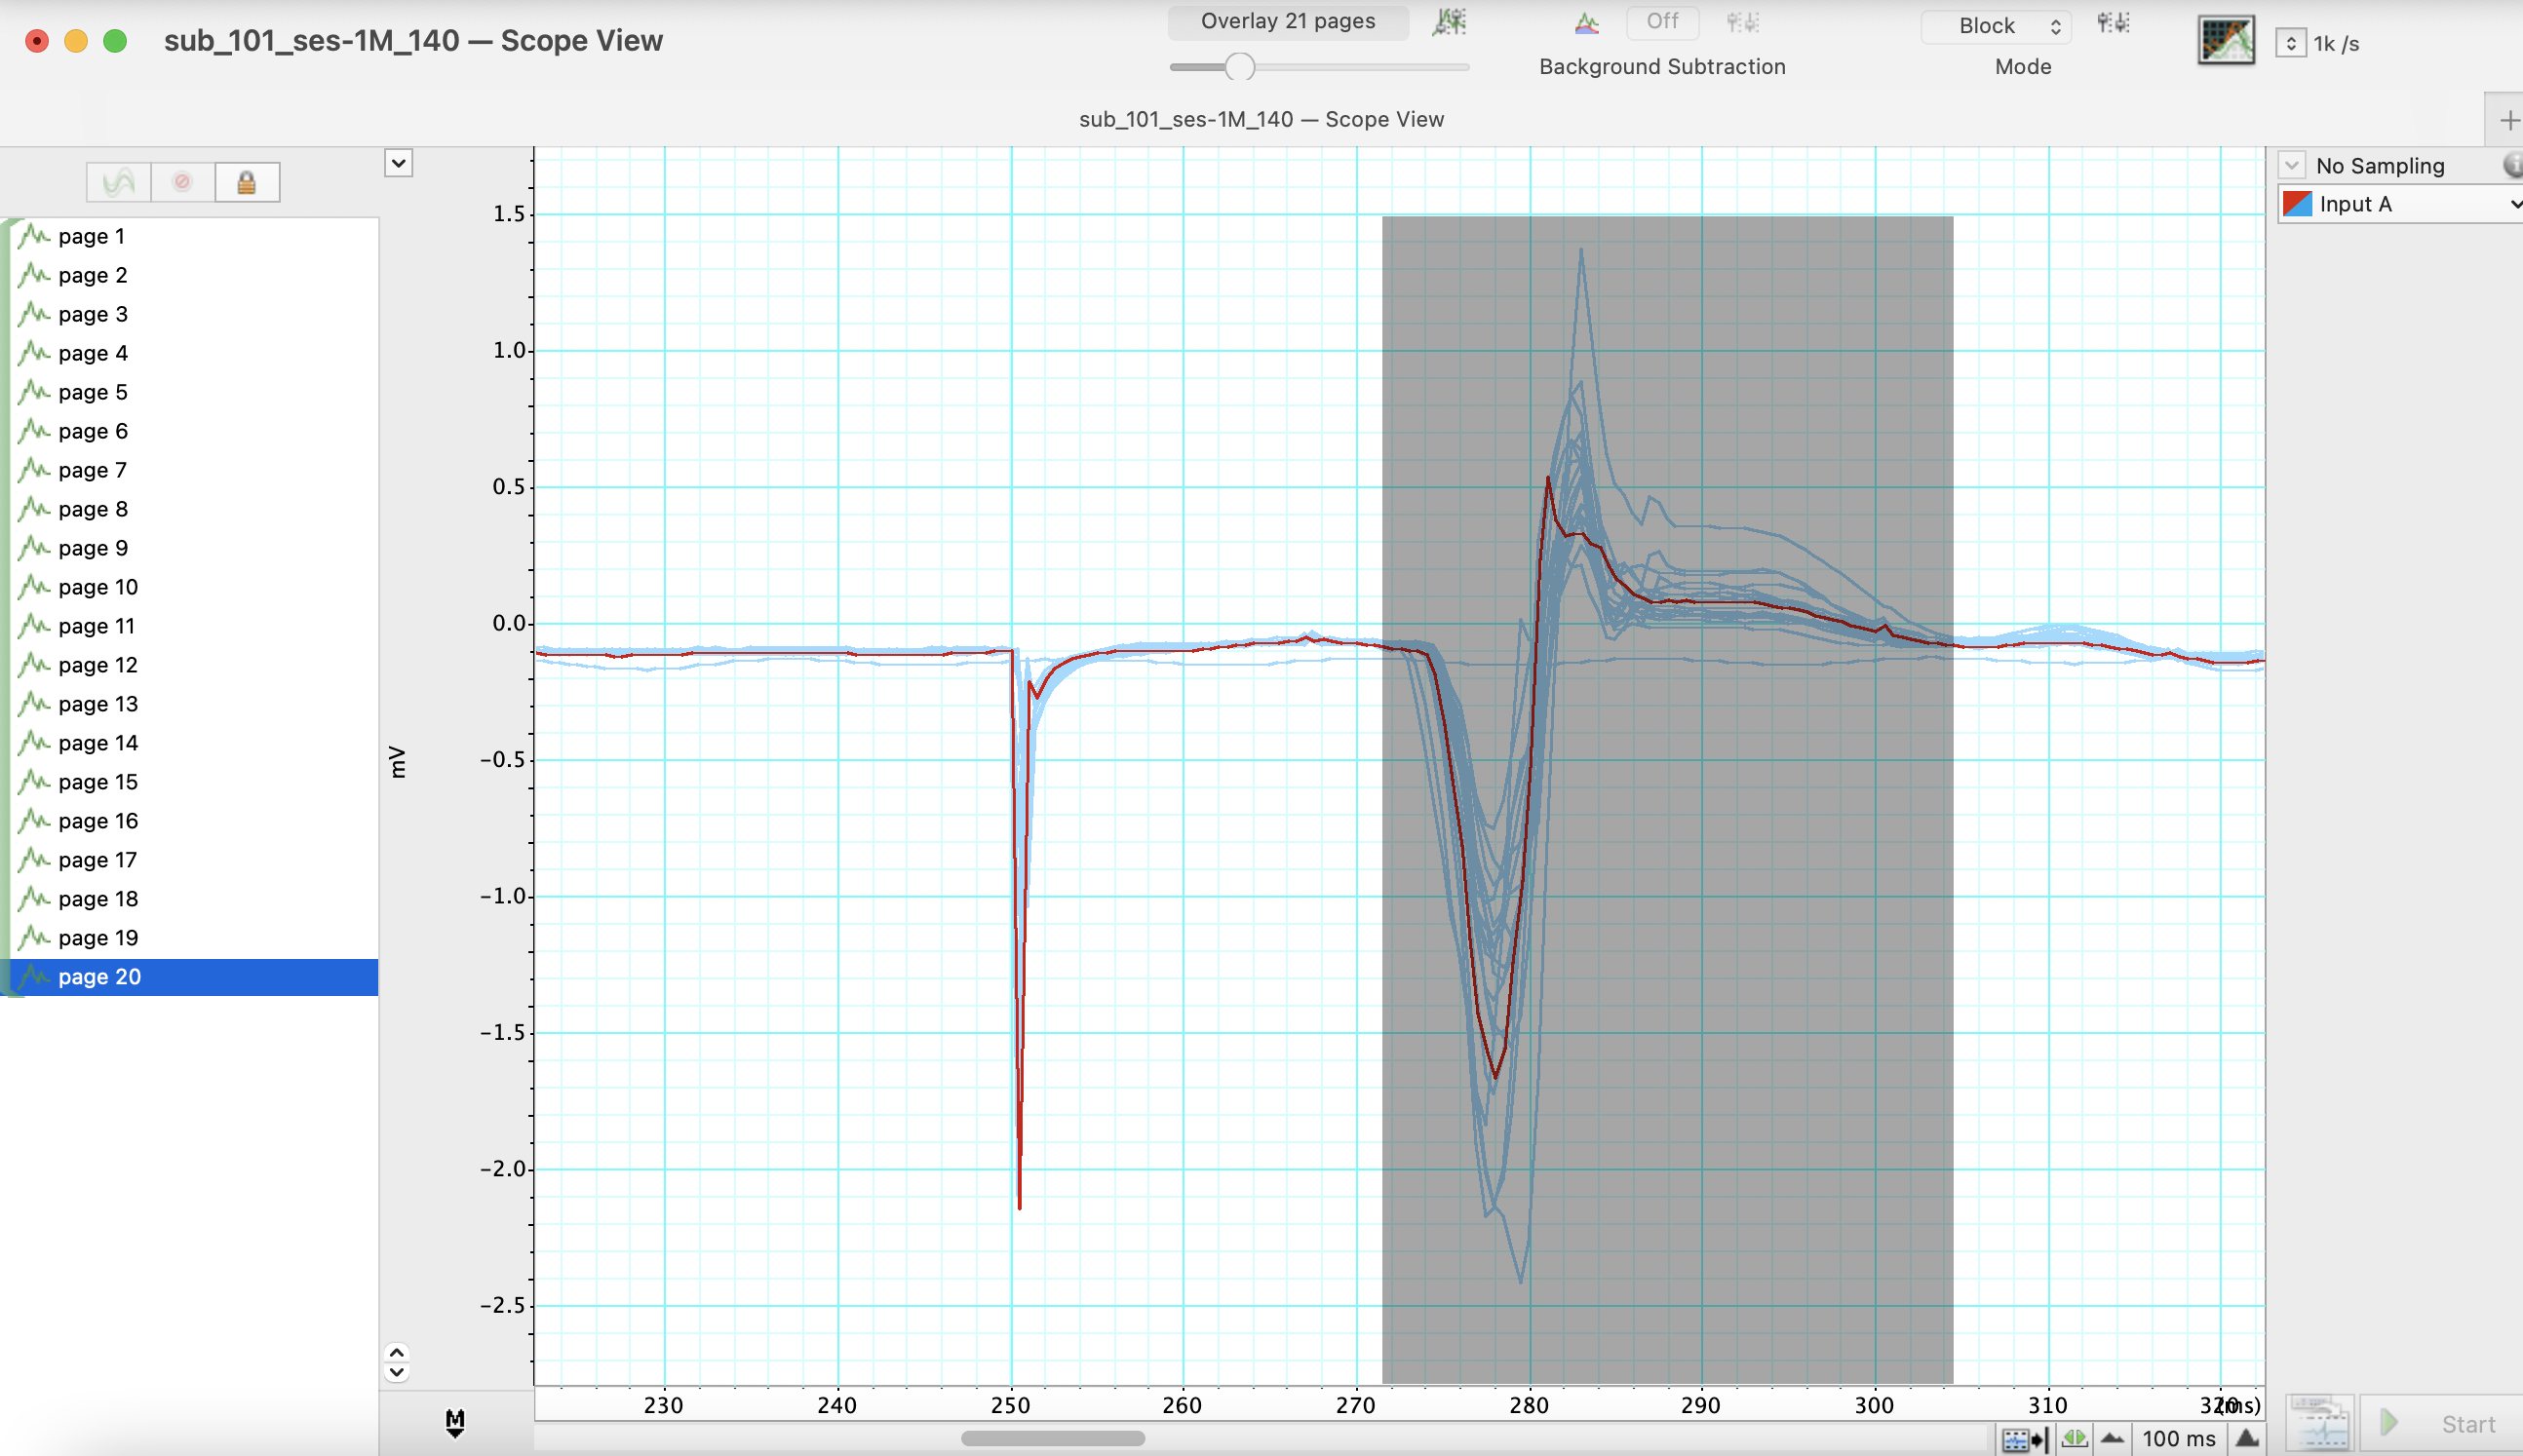 sub_101_ses-1M_140 — Scope View
Overlay 21 pages
Off
Background Subtraction
Block
Mode
1k /s
sub_101_ses-1M_140 — Scope View
page 1
page 2
page 3
page 4
page 5
page 6
page 7
page 8
page 9
page 10
page 11
page 12
page 13
page 14
page 15
page 16
page 17
page 18
page 19
page 20
mV
1.5
1.0
0.5
0.0
−0.5
−1.0
−1.5
−2.0
−2.5
M
230
240
250
260
270
280
290
300
310
320
(ms)
No Sampling
Input A
100 ms
Start